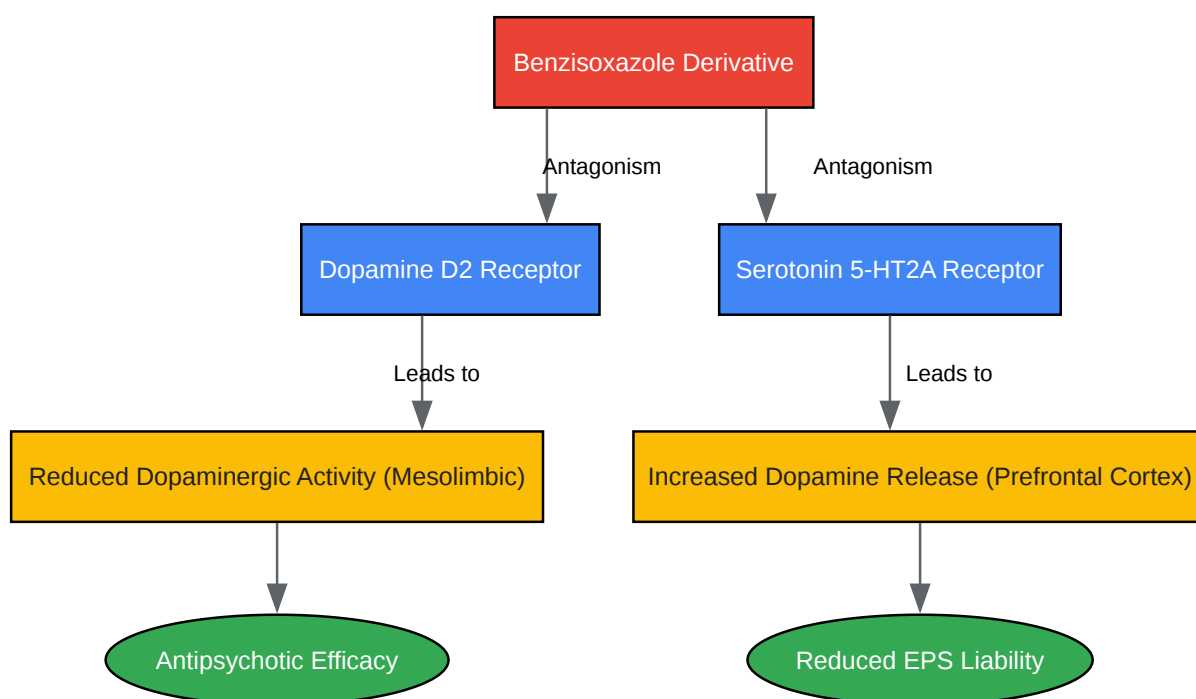 Benzisoxazole Derivative
Antagonism
Antagonism
Dopamine D2 Receptor
Serotonin 5-HT2A Receptor
Leads to
Leads to
Reduced Dopaminergic Activity (Mesolimbic)
Increased Dopamine Release (Prefrontal Cortex)
Antipsychotic Efficacy
Reduced EPS Liability